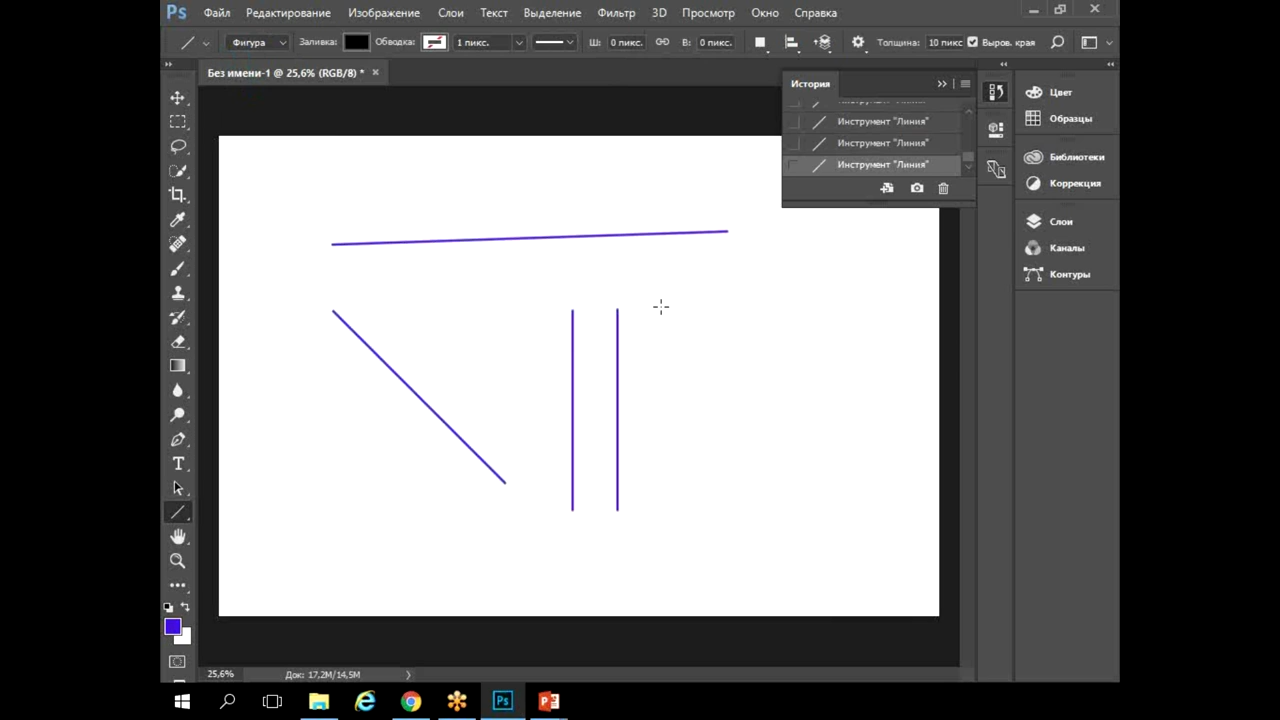 Ps Файл Редактирование Изображение Слои Текст Выделение Фильтр 3D Просмотр Окно Справка
Фигура Заливка: Обводка: 1 пикс. Ш: 0 пикс. В: 0 пикс. Толщина: 10 пикс Выров. края
Без имени-1 @ 25,6% (RGB/8) * ×
История
Инструмент "Линия"
Инструмент "Линия"
Инструмент "Линия"
Цвет
Образцы
Библиотеки
Коррекция
Слои
Каналы
Контуры
25,6% Док: 17,2M/14,5M
Ps